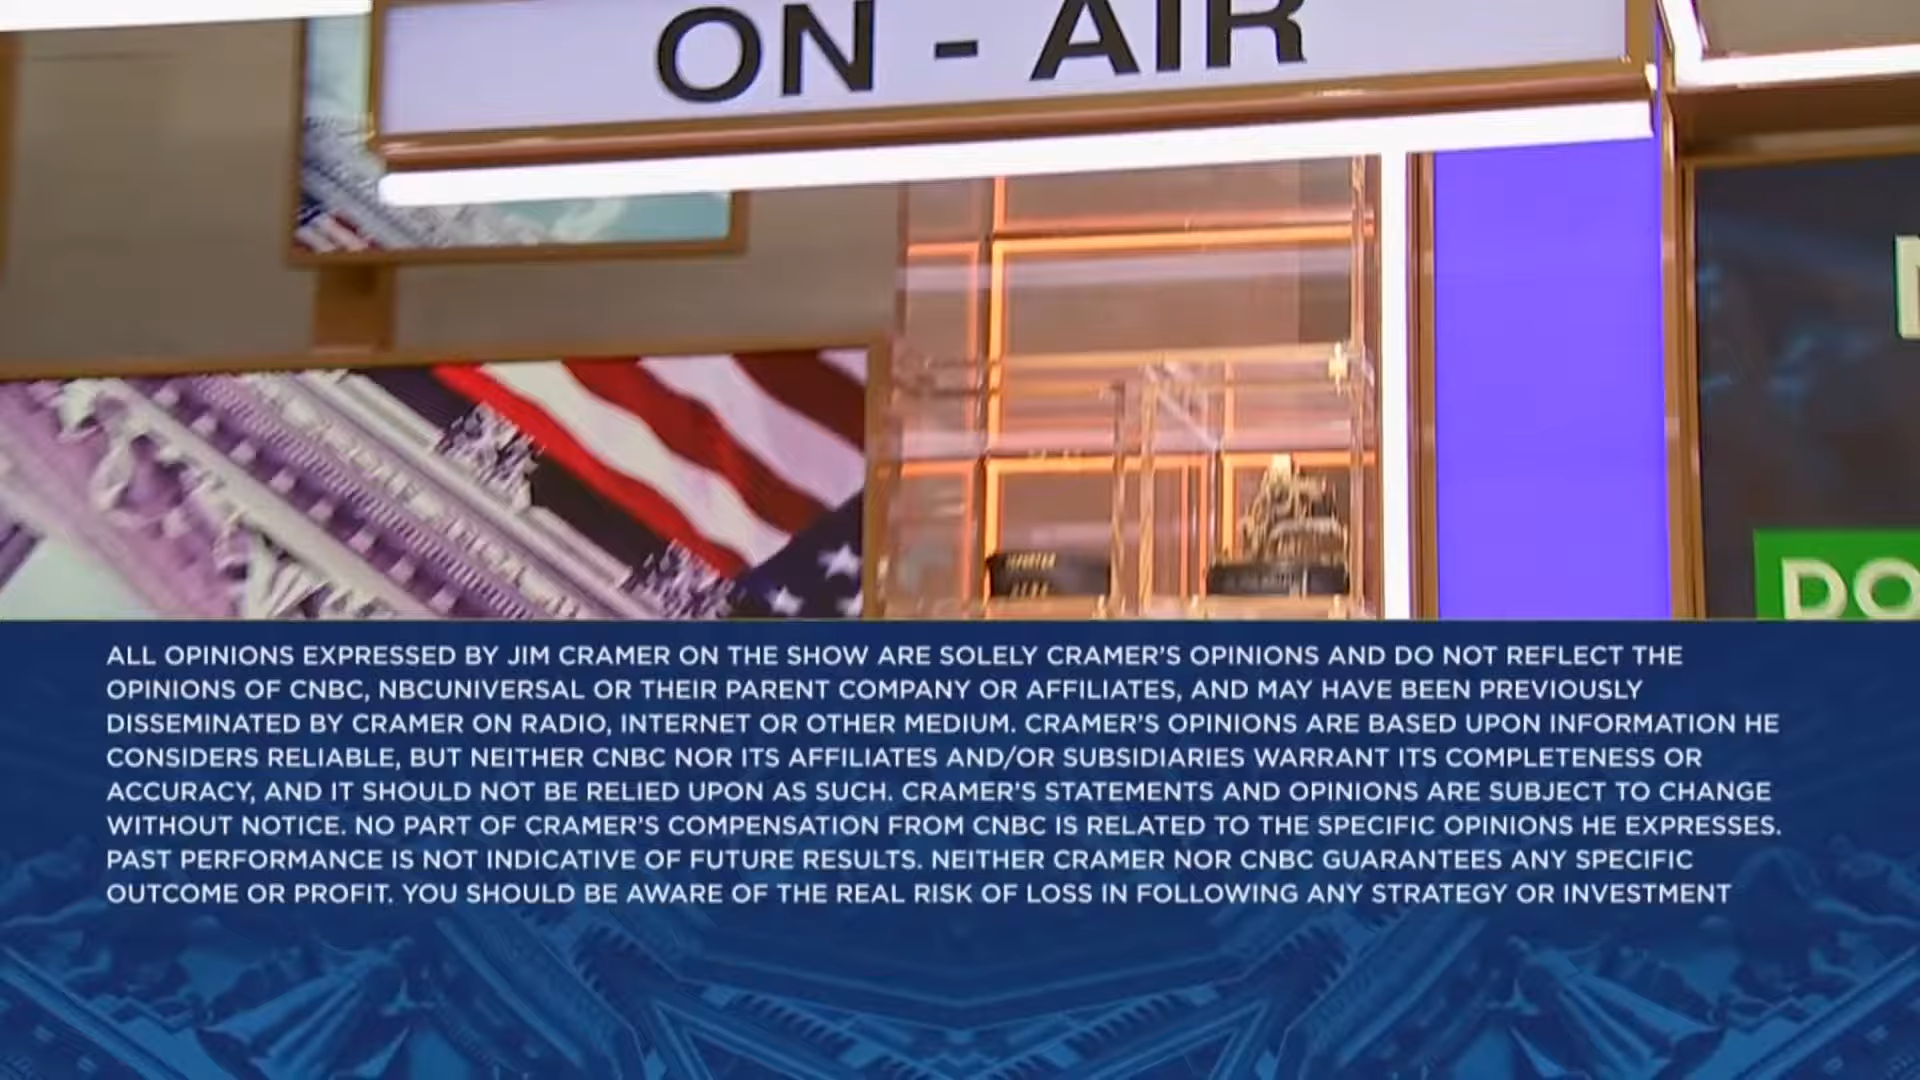 ON - AIR
DO
ALL OPINIONS EXPRESSED BY JIM CRAMER ON THE SHOW ARE SOLELY CRAMER'S OPINIONS AND DO NOT REFLECT THE
OPINIONS OF CNBC, NBCUNIVERSAL OR THEIR PARENT COMPANY OR AFFILIATES, AND MAY HAVE BEEN PREVIOUSLY
DISSEMINATED BY CRAMER ON RADIO, INTERNET OR OTHER MEDIUM. CRAMER'S OPINIONS ARE BASED UPON INFORMATION HE
CONSIDERS RELIABLE, BUT NEITHER CNBC NOR ITS AFFILIATES AND/OR SUBSIDIARIES WARRANT ITS COMPLETENESS OR
ACCURACY, AND IT SHOULD NOT BE RELIED UPON AS SUCH. CRAMER'S STATEMENTS AND OPINIONS ARE SUBJECT TO CHANGE
WITHOUT NOTICE. NO PART OF CRAMER'S COMPENSATION FROM CNBC IS RELATED TO THE SPECIFIC OPINIONS HE EXPRESSES.
PAST PERFORMANCE IS NOT INDICATIVE OF FUTURE RESULTS. NEITHER CRAMER NOR CNBC GUARANTEES ANY SPECIFIC
OUTCOME OR PROFIT. YOU SHOULD BE AWARE OF THE REAL RISK OF LOSS IN FOLLOWING ANY STRATEGY OR INVESTMENT